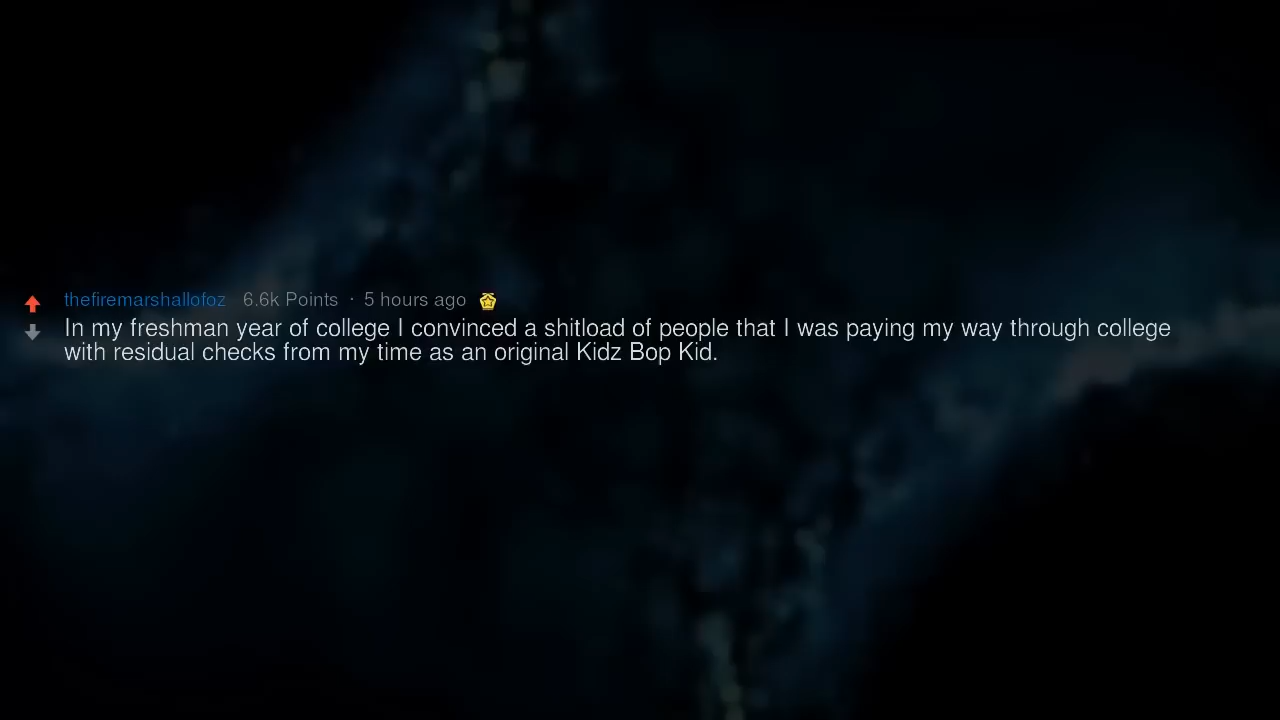 thefiremarshallofoz 6.6k Points · 5 hours ago
In my freshman year of college I convinced a shitload of people that I was paying my way through college
with residual checks from my time as an original Kidz Bop Kid.